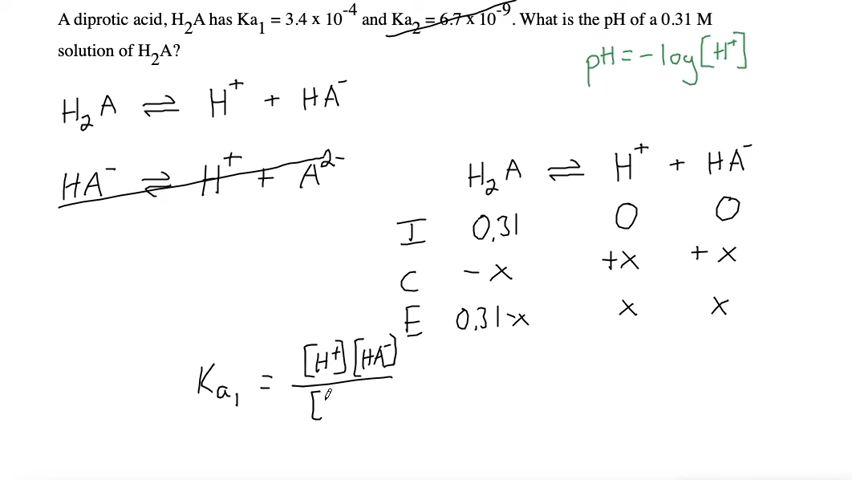 A diprotic acid, H₂A has Ka₁ = 3.4 x 10⁻⁴ and Ka₂ = 6.7 x 10⁻⁹. What is the pH of a 0.31 M
solution of H₂A?
pH = -log[H⁺]
H₂A ⇌ H⁺ + HA⁻
HA⁻ ⇌ H⁺ + A²⁻
H₂A ⇌ H⁺ + HA⁻
I 0.31 0 0
C -x +x +x
E 0.31-x x x
Ka₁ = [H⁺][HA⁻]
[